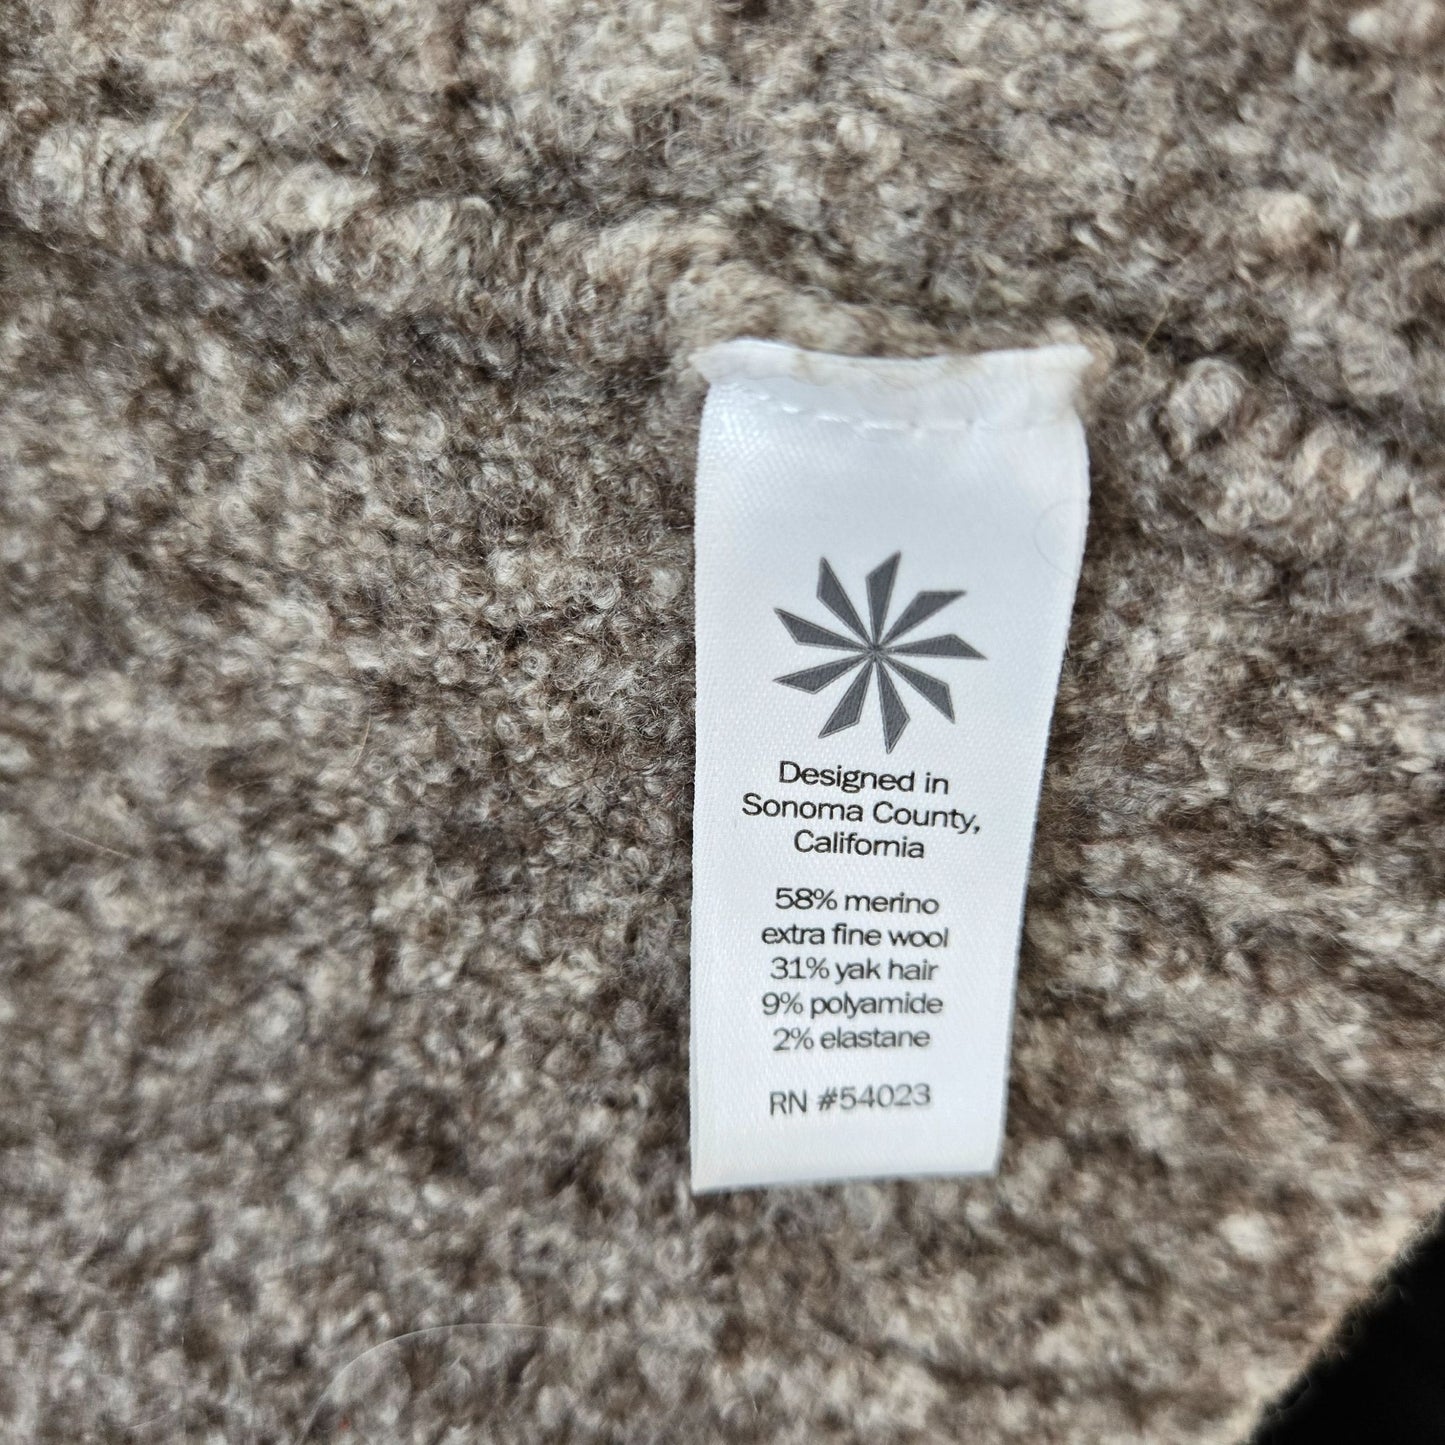 Designed in
Sonoma County,
California
58% merino
extra fine wool
31% yak hair
9% polyamide
2% elastane
RN #54023